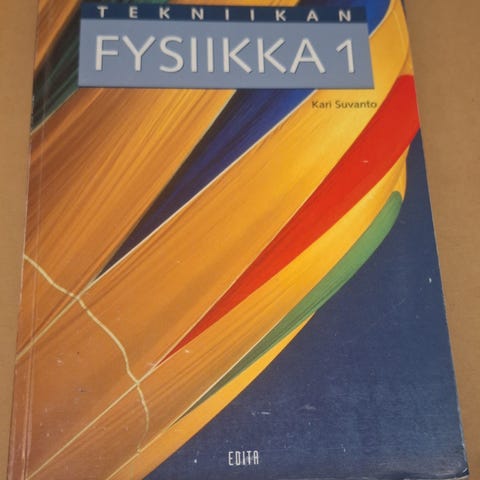 TEKNIIKAN
FYSIIKKA 1
Kari Suvanto
EDITA